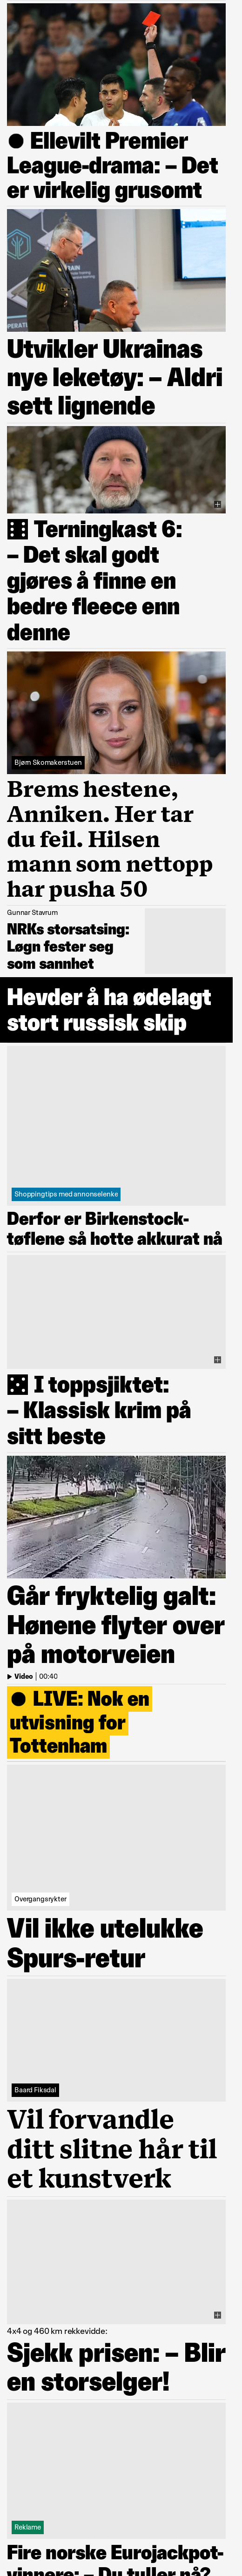 Ellevilt Premier
League-drama: – Det
er virkelig grusomt
Utvikler Ukrainas
nye leketøy: – Aldri
sett lignende
Terningkast 6:
– Det skal godt
gjøres å finne en
bedre fleece enn
denne
Bjørn Skomakerstuen
Brems hestene,
Anniken. Her tar
du feil. Hilsen
mann som nettopp
har pusha 50
Gunnar Stavrum
NRKs storsatsing:
Løgn fester seg
som sannhet
Hevder å ha ødelagt
stort russisk skip
Shoppingtips med annonselenke
Derfor er Birkenstock-
tøflene så hotte akkurat nå
I toppsjiktet:
– Klassisk krim på
sitt beste
Går fryktelig galt:
Hønene flyter over
på motorveien
Video | 00:40
LIVE: Nok en
utvisning for
Tottenham
Overgangsrykter
Vil ikke utelukke
Spurs-retur
Baard Fiksdal
Vil forvandle
ditt slitne hår til
et kunstverk
4x4 og 460 km rekkevidde:
Sjekk prisen: – Blir
en storselger!
Reklame
Fire norske Eurojackpot-
vinnere: – Du tuller nå?